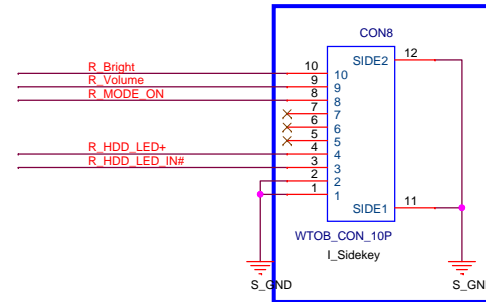 CON8
R_Bright 10 10 SIDE2 12
R_Volume 9 9
R_MODE_ON 8 8
7 7
6 6
5 5
R_HDD_LED+ 4 4
R_HDD_LED_IN# 3 3
2 2
1 1
SIDE1 11
WTOB_CON_10P
I_Sidekey
S_GND S_GN